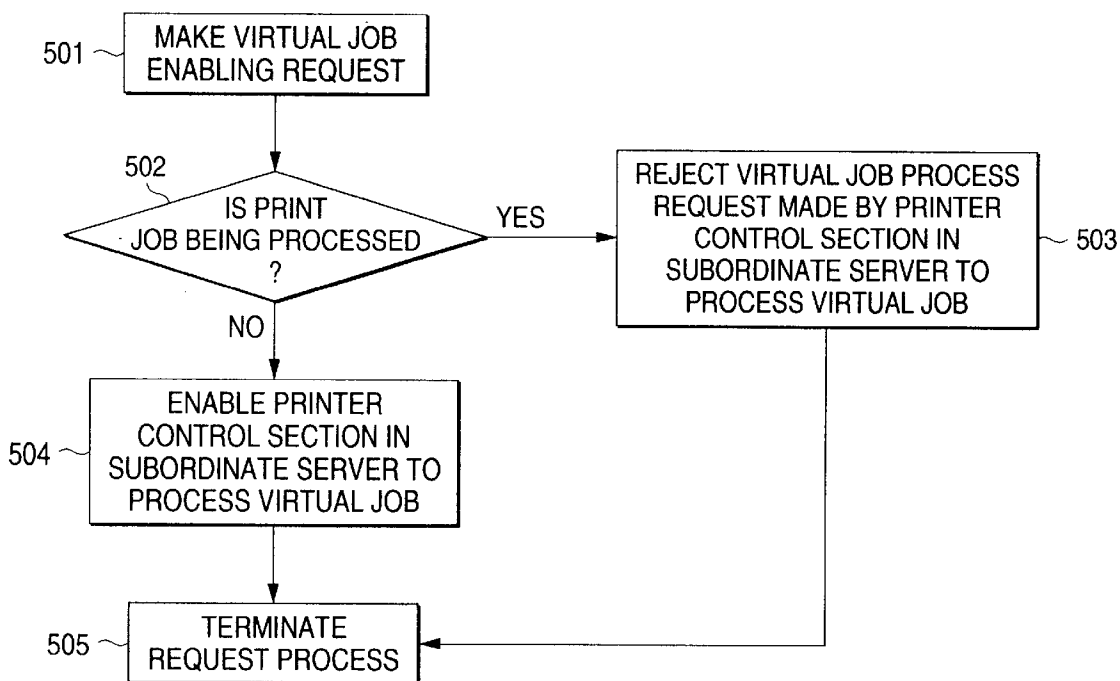 501
MAKE VIRTUAL JOB
ENABLING REQUEST
502
IS PRINT
JOB BEING PROCESSED
?
YES
NO
REJECT VIRTUAL JOB PROCESS
REQUEST MADE BY PRINTER
CONTROL SECTION IN
SUBORDINATE SERVER TO
PROCESS VIRTUAL JOB
503
504
ENABLE PRINTER
CONTROL SECTION IN
SUBORDINATE SERVER TO
PROCESS VIRTUAL JOB
505
TERMINATE
REQUEST PROCESS